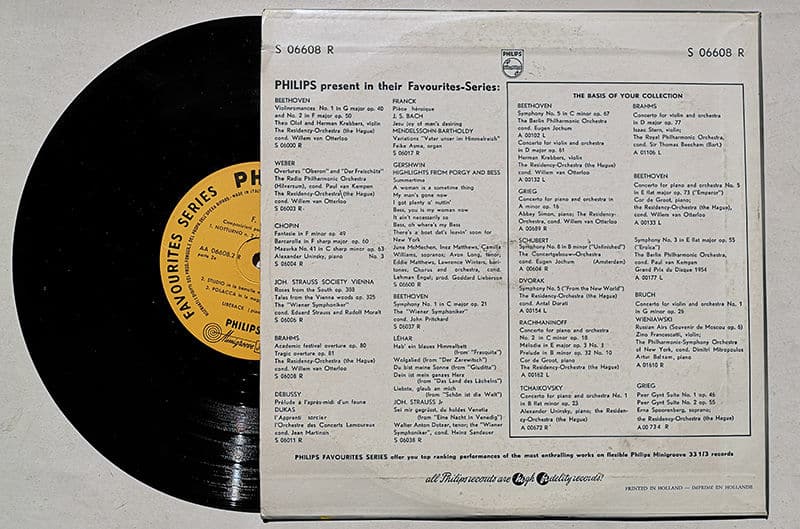 S 06608 R
PHILIPS
S 06608 R
PHILIPS present in their Favourites-Series:
BEETHOVEN
Violinromances No. 1 in G major op. 40
and No. 2 in F major op. 50
Theo Olof and Herman Krebbers, violin
The Residency-Orchestra (the Hague)
cond. Willem van Otterloo
S 06000 R
WEBER
Overtures "Oberon" and "Der Freischütz"
The Radio Philharmonic Orchestra
(Hilversum), cond. Paul van Kempen
The Residency-Orchestra (the Hague)
cond. Willem van Otterloo
S 06003 R
CHOPIN
Fantasie in F minor op. 49
Barcarolle in F sharp major op. 60
Mazurka No. 41 in C sharp minor op. 63
Alexander Uninsky, piano No. 3
S 06004 R
JOH. STRAUSS SOCIETY VIENNA
Roses from the South op. 388
Tales from the Vienna woods op. 325
The "Wiener Symphoniker"
cond. Eduard Strauss and Rudolf Moralt
S 06006 R
BRAHMS
Academic festival overture op. 80
Tragic overture op. 81
The Residency-Orchestra (the Hague)
cond. Willem van Otterloo
S 06008 R
DEBUSSY
Prélude à l'après-midi d'un faune
DUKAS
l'Apprenti sorcier
l'Orchestre des Concerts Lamoureux
cond. Jean Martinon
S 06011 R
FRANCK
Pièce héroïque
J. S. BACH
Jesu joy of man's desiring
MENDELSSOHN-BARTHOLDY
Variations "Vater unser im Himmelreich"
Feike Asma, organ
S 06017 R
GERSHWIN
HIGHLIGHTS FROM PORGY AND BESS
Summertime
A woman is a sometime thing
My man's gone now
I got plenty o' nuttin'
Bess, you is my woman now
It ain't necessarily so
Bess, oh where's my Bess
There's a boat dat's leavin' soon for
New York
June McMechen, Inez Matthews, Camilla
Williams, sopranos; Avon Long, tenor;
Eddie Matthews, Lawrence Winters, bari-
tones, Chorus and orchestra, cond.
Lehman Engel; prod. Goddard Lieberson
S 06600 R
BEETHOVEN
Symphony No. 1 in C major op. 21
The "Wiener Symphoniker"
cond. John Pritchard
S 06037 R
LEHAR
Hab' ein blaues Himmelbett
(from "Frasquita")
Wolgalied (from "Der Zarewitsch")
Du bist meine Sonne (from "Giuditta")
Dein ist mein ganzes Herz
(from "Das Land des Lächelns")
Liebste, glaub an mich
(from "Schön ist die Welt")
JOH. STRAUSS Jr
Sei mir gegrüsst, du holdes Venetia
(from "Eine Nacht in Venedig")
Walter Anton Dotzer, tenor; the "Wiener
Symphoniker", cond. Heinz Sandauer
S 06038 R
THE BASIS OF YOUR COLLECTION
BEETHOVEN
Symphony No. 5 in C minor op. 67
The Berlin Philharmonic Orchestra
cond. Eugen Jochum
A 00102 L
Concerto for violin and orchestra
in D major op. 61
Herman Krebbers, violin
The Residency-Orchestra (the Hague)
cond. Willem van Otterloo
A 00132 L
GRIEG
Concerto for piano and orchestra in
A minor op. 16
Abbey Simon, piano; The Residency-
Orchestra, cond. Willem van Otterloo
A 00689 R
SCHUBERT
Symphony No. 8 in B minor ("Unfinished")
The Concertgebouw-Orchestra
cond. Eugen Jochum (Amsterdam)
A 00606 R
DVORAK
Symphony No. 5 ("From the New World")
The Residency-Orchestra (the Hague)
cond. Antal Dorati
A 00154 L
RACHMANINOFF
Concerto for piano and orchestra
No. 2 in C minor op. 18
Melodie in E major op. 3 No. 3
Prelude in B minor op. 32 No. 10
Cor de Groot, piano
A 00162 L
TCHAIKOVSKY
Concerto for piano and orchestra No. 1
in B flat minor op. 23
Alexander Uninsky, piano; the Residen-
cy-Orchestra (the Hague)
A 00672 R
BRAHMS
Concerto for violin and orchestra
in D major op. 77
Isaac Stern, violin;
The Royal Philharmonic Orchestra,
cond. Sir Thomas Beecham (Bart.)
A 01106 L
BEETHOVEN
Concerto for piano and orchestra No. 5
in E flat major op. 73 ("Emperor")
Cor de Groot, piano;
the Residency-Orchestra (the Hague),
cond. Willem van Otterloo
A 00133 L
Symphony No. 3 in E flat major op. 55
("Eroica")
The Berlin Philharmonic Orchestra,
cond. Paul van Kempen
Grand Prix du Disque 1954
A 00177 L
BRUCH
Concerto for violin and orchestra No. 1
in G minor op. 26
WIENIAWSKI
Russian Airs (Souvenir de Moscou op. 6)
Zino Francescatti, violin;
The Philharmonic-Symphony Orchestra
of New York, cond. Dimitri Mitropoulos
Artur Balsam, piano
A 01610 R
GRIEG
Peer Gynt Suite No. 1 op. 46
Peer Gynt Suite No. 2 op. 55
Erna Spoorenberg, soprano;
the Residency-Orchestra (the Hague)
A 00734 R
PHILIPS FAVOURITES SERIES offer you top ranking performances of the most enthralling works on flexible Philips Minigroove 33 1/3 records
all Philips records are High Fidelity records!
PRINTED IN HOLLAND — IMPRIMÉ EN HOLLANDE
FAVOURITES SERIES
MADE IN ITALY
AA 06608.2 R
parte 2a
PHILIPS
Minigroove